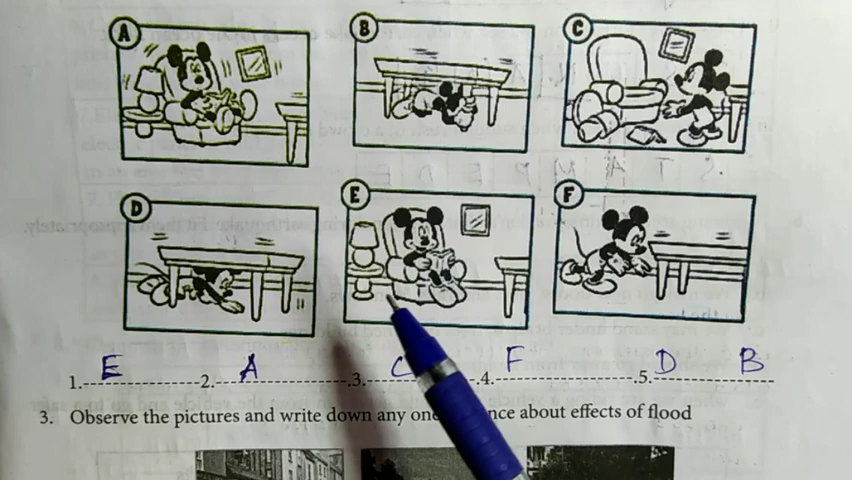 A B C
D E F
E A C F D B
1.------------------2.--------------------.3.-- -.4.---------------------.5.------------------
3. Observe the pictures and write down any one nce about effects of flood